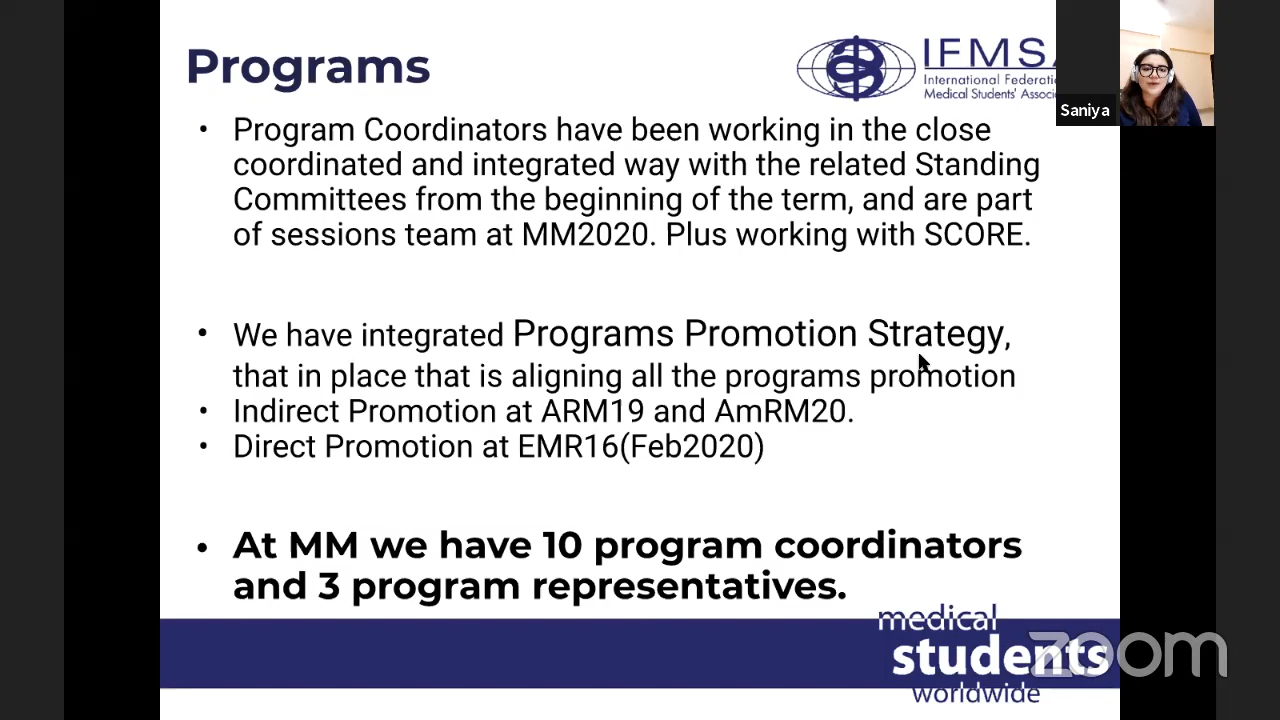 Programs
IFMSA
International Federati
Medical Students' Associ
Saniya
• Program Coordinators have been working in the close
coordinated and integrated way with the related Standing
Committees from the beginning of the term, and are part
of sessions team at MM2020. Plus working with SCORE.
• We have integrated Programs Promotion Strategy,
that in place that is aligning all the programs promotion
• Indirect Promotion at ARM19 and AmRM20.
• Direct Promotion at EMR16(Feb2020)
• At MM we have 10 program coordinators
and 3 program representatives.
medical
students
worldwide
zoom